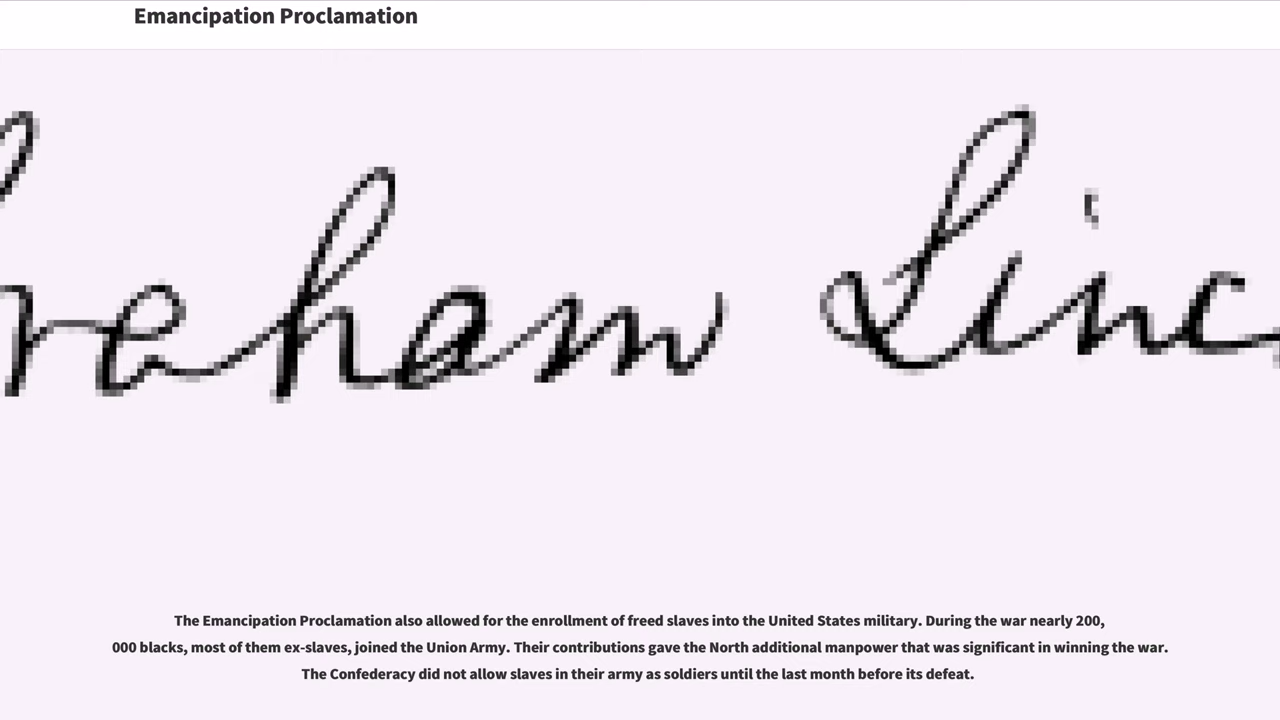 Emancipation Proclamation
raham Linc
The Emancipation Proclamation also allowed for the enrollment of freed slaves into the United States military. During the war nearly 200,
000 blacks, most of them ex-slaves, joined the Union Army. Their contributions gave the North additional manpower that was significant in winning the war.
The Confederacy did not allow slaves in their army as soldiers until the last month before its defeat.